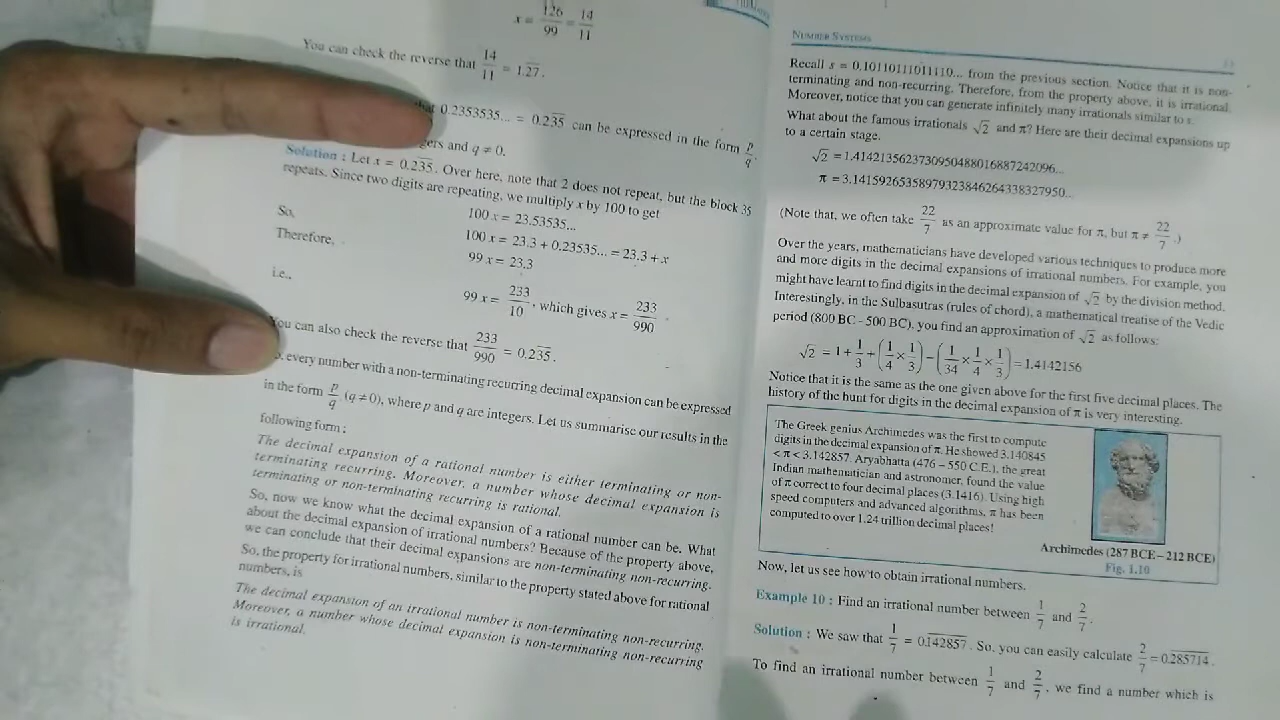 x = 126/99 = 14/11
You can check the reverse that 14/11 = 1.\overline{27}.
that 0.2353535... = 0.2\overline{35} can be expressed in the form p/q,
gers and q ≠ 0.
Solution : Let x = 0.2\overline{35}. Over here, note that 2 does not repeat, but the block 35
repeats. Since two digits are repeating, we multiply x by 100 to get
100 x = 23.53535...
So, 100 x = 23.3 + 0.23535... = 23.3 + x
Therefore, 99 x = 23.3
i.e., 99 x = 233/10, which gives x = 233/990.
You can also check the reverse that 233/990 = 0.2\overline{35}.
every number with a non-terminating recurring decimal expansion can be expressed
in the form p/q (q ≠ 0), where p and q are integers. Let us summarise our results in the
following form :
The decimal expansion of a rational number is either terminating or non-
terminating recurring. Moreover, a number whose decimal expansion is
terminating or non-terminating recurring is rational.
So, now we know what the decimal expansion of a rational number can be. What
about the decimal expansion of irrational numbers? Because of the property above,
we can conclude that their decimal expansions are non-terminating non-recurring.
So, the property for irrational numbers, similar to the property stated above for rational
numbers, is
The decimal expansion of an irrational number is non-terminating non-recurring.
Moreover, a number whose decimal expansion is non-terminating non-recurring
is irrational.
NUMBER SYSTEMS
Recall s = 0.10110111011110... from the previous section. Notice that it is non-
terminating and non-recurring. Therefore, from the property above, it is irrational.
Moreover, notice that you can generate infinitely many irrationals similar to s.
What about the famous irrationals √2 and π? Here are their decimal expansions up
to a certain stage.
√2 = 1.4142135623730950488016887242096...
π = 3.14159265358979323846264338327950...
(Note that, we often take 22/7 as an approximate value for π, but π ≠ 22/7.)
Over the years, mathematicians have developed various techniques to produce more
and more digits in the decimal expansions of irrational numbers. For example, you
might have learnt to find digits in the decimal expansion of √2 by the division method.
Interestingly, in the Sulbasutras (rules of chord), a mathematical treatise of the Vedic
period (800 BC - 500 BC), you find an approximation of √2 as follows:
√2 = 1 + 1/3 + (1/4 × 1/3) − (1/34 × 1/4 × 1/3) = 1.4142156
Notice that it is the same as the one given above for the first five decimal places. The
history of the hunt for digits in the decimal expansion of π is very interesting.
The Greek genius Archimedes was the first to compute
digits in the decimal expansion of π. He showed 3.140845
< π < 3.142857. Aryabhatta (476 – 550 C.E.), the great
Indian mathematician and astronomer, found the value
of π correct to four decimal places (3.1416). Using high
speed computers and advanced algorithms, π has been
computed to over 1.24 trillion decimal places!
Archimedes (287 BCE – 212 BCE)
Fig. 1.10
Now, let us see how to obtain irrational numbers.
Example 10 : Find an irrational number between 1/7 and 2/7.
Solution : We saw that 1/7 = 0.\overline{142857}. So, you can easily calculate 2/7 = 0.\overline{285714}.
To find an irrational number between 1/7 and 2/7, we find a number which is